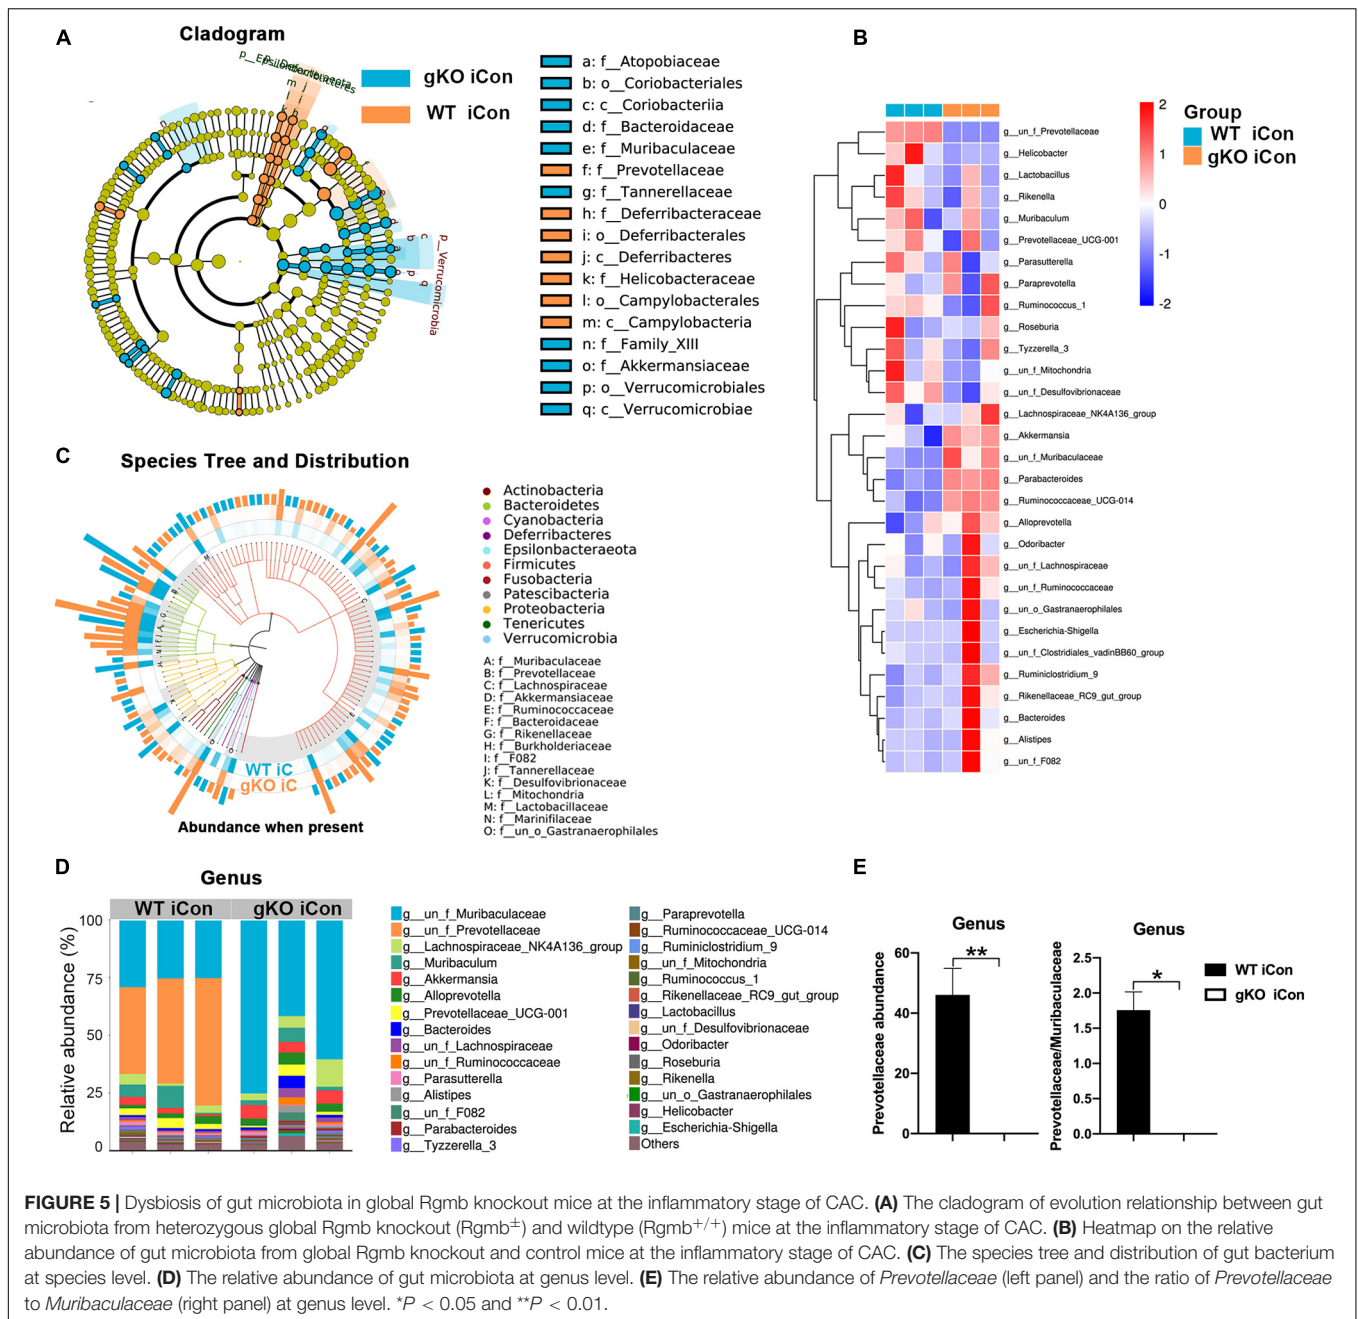 A
Cladogram
p__Epsilonbacteraeota
p__Deferribacteres
m
j
gKO iCon
WT iCon
c
b
a
p
q
p__Verrucomicrobia
a: f__Atopobiaceae
b: o__Coriobacteriales
c: c__Coriobacteriia
d: f__Bacteroidaceae
e: f__Muribaculaceae
f: f__Prevotellaceae
g: f__Tannerellaceae
h: f__Deferribacteraceae
i: o__Deferribacterales
j: c__Deferribacteres
k: f__Helicobacteraceae
l: o__Campylobacterales
m: c__Campylobacteria
n: f__Family_XIII
o: f__Akkermansiaceae
p: o__Verrucomicrobiales
q: c__Verrucomicrobiae
B
g__un_f_Prevotellaceae
g__Helicobacter
g__Lactobacillus
g__Rikenella
g__Muribaculum
g__Prevotellaceae_UCG-001
g__Parasutterella
g__Paraprevotella
g__Ruminococcus_1
g__Roseburia
g__Tyzzerella_3
g__un_f_Mitochondria
g__un_f_Desulfovibrionaceae
g__Lachnospiraceae_NK4A136_group
g__Akkermansia
g__un_f_Muribaculaceae
g__Parabacteroides
g__Ruminococcaceae_UCG-014
g__Alloprevotella
g__Odoribacter
g__un_f_Lachnospiraceae
g__un_f_Ruminococcaceae
g__un_o_Gastranaerophilales
g__Escherichia-Shigella
g__un_f_Clostridiales_vadinBB60_group
g__Ruminiclostridium_9
g__Rikenellaceae_RC9_gut_group
g__Bacteroides
g__Alistipes
g__un_f_F082
2
1
0
-1
-2
Group
WT iCon
gKO iCon
C
Species Tree and Distribution
WT iC
gKO iC
Abundance when present
Actinobacteria
Bacteroidetes
Cyanobacteria
Deferribacteres
Epsilonbacteraeota
Firmicutes
Fusobacteria
Patescibacteria
Proteobacteria
Tenericutes
Verrucomicrobia
A: f__Muribaculaceae
B: f__Prevotellaceae
C: f__Lachnospiraceae
D: f__Akkermansiaceae
E: f__Ruminococcaceae
F: f__Bacteroidaceae
G: f__Rikenellaceae
H: f__Burkholderiaceae
I: f__F082
J: f__Tannerellaceae
K: f__Desulfovibrionaceae
L: f__Mitochondria
M: f__Lactobacillaceae
N: f__Marinifilaceae
O: f__un_o_Gastranaerophilales
D
Genus
WT iCon gKO iCon
Relative abundance (%)
100
75
50
25
0
g__un_f_Muribaculaceae
g__un_f_Prevotellaceae
g__Lachnospiraceae_NK4A136_group
g__Muribaculum
g__Akkermansia
g__Alloprevotella
g__Prevotellaceae_UCG-001
g__Bacteroides
g__un_f_Lachnospiraceae
g__un_f_Ruminococcaceae
g__Parasutterella
g__Alistipes
g__un_f_F082
g__Parabacteroides
g__Tyzzerella_3
g__Paraprevotella
g__Ruminococcaceae_UCG-014
g__Ruminiclostridium_9
g__un_f_Mitochondria
g__Ruminococcus_1
g__Rikenellaceae_RC9_gut_group
g__Lactobacillus
g__un_f_Desulfovibrionaceae
g__Odoribacter
g__Roseburia
g__Rikenella
g__un_o_Gastranaerophilales
g__Helicobacter
g__Escherichia-Shigella
Others
E
Genus
Prevotellaceae abundance
60
40
20
0
**
Genus
Prevotellaceae/Muribaculaceae
2.5
2.0
1.5
1.0
0.5
0.0
*
WT iCon
gKO iCon
FIGURE 5 | Dysbiosis of gut microbiota in global Rgmb knockout mice at the inflammatory stage of CAC. (A) The cladogram of evolution relationship between gut
microbiota from heterozygous global Rgmb knockout (Rgmb±) and wildtype (Rgmb+/+) mice at the inflammatory stage of CAC. (B) Heatmap on the relative
abundance of gut microbiota from global Rgmb knockout and control mice at the inflammatory stage of CAC. (C) The species tree and distribution of gut bacterium
at species level. (D) The relative abundance of gut microbiota at genus level. (E) The relative abundance of Prevotellaceae (left panel) and the ratio of Prevotellaceae
to Muribaculaceae (right panel) at genus level. *P < 0.05 and **P < 0.01.